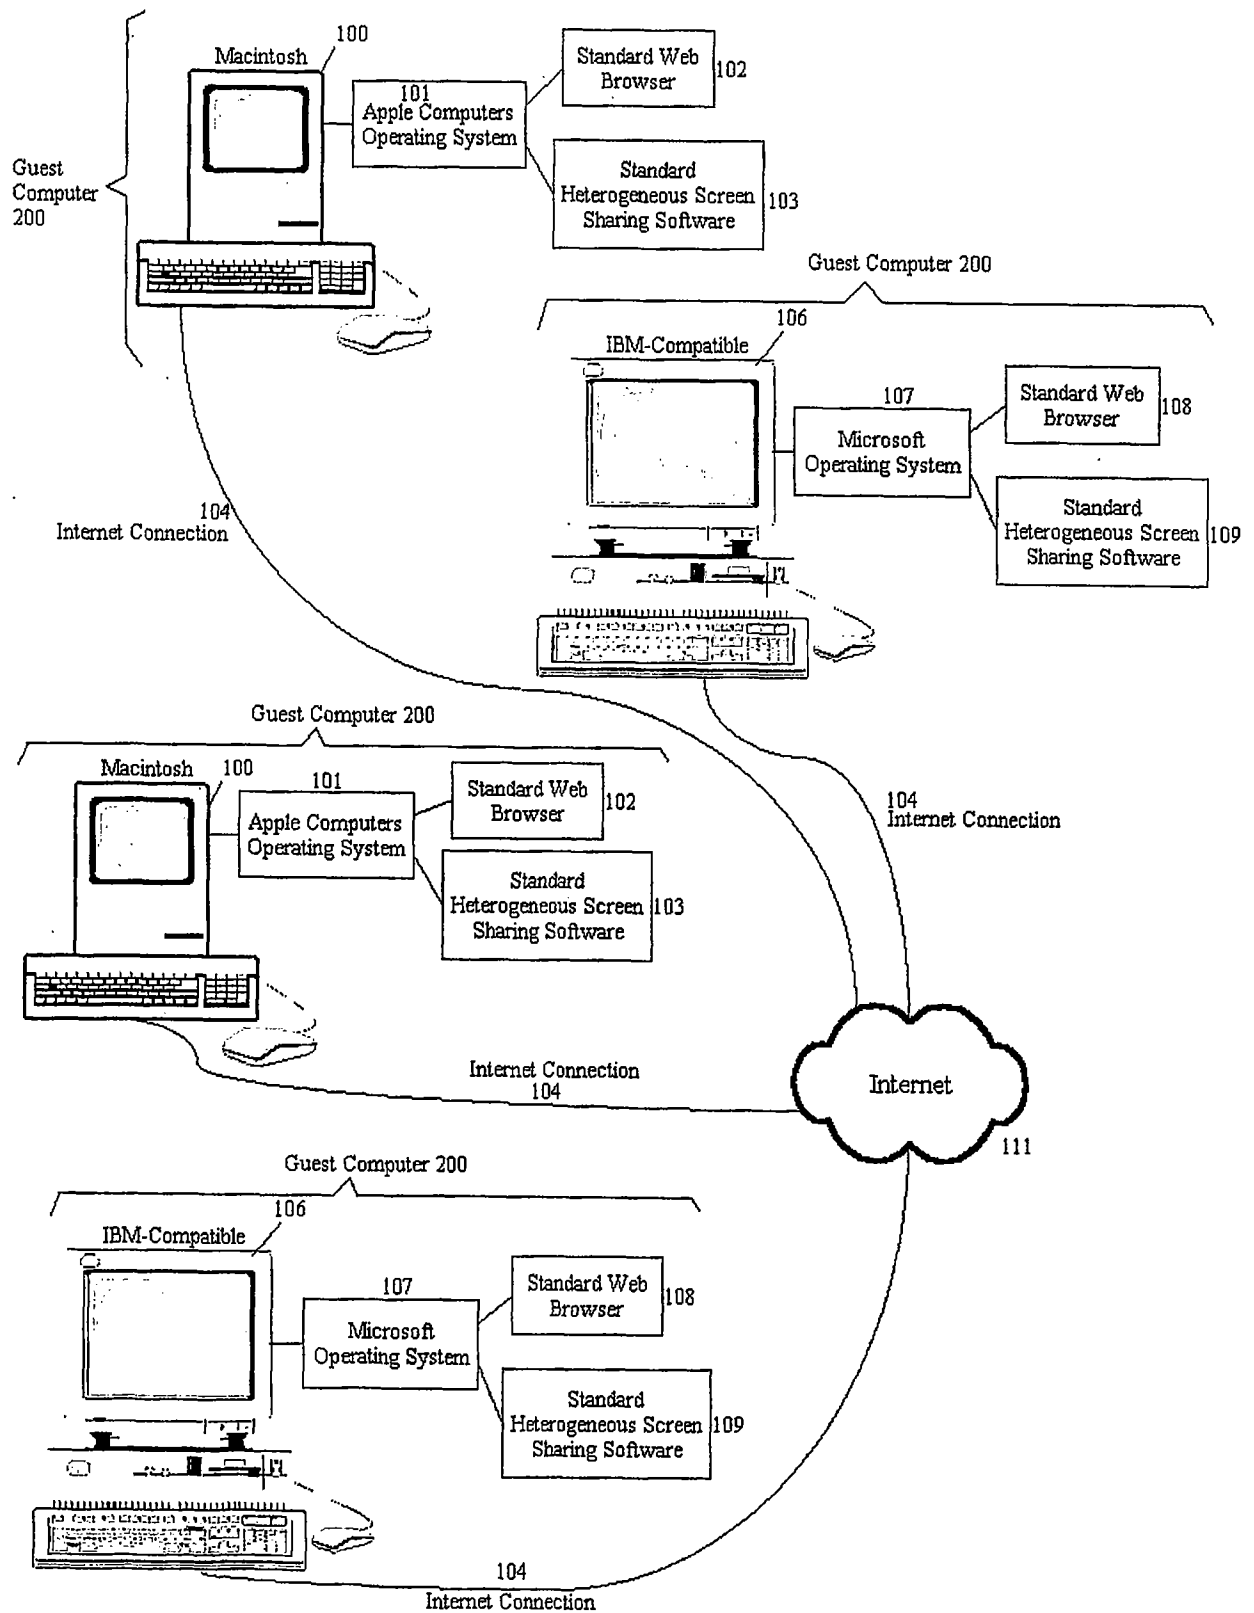 Macintosh
100
101
Apple Computers
Operating System
Standard Web
Browser
102
Standard
Heterogeneous Screen
Sharing Software
103
Guest
Computer
200
Guest Computer 200
106
IBM-Compatible
107
Microsoft
Operating System
Standard Web
Browser
108
Standard
Heterogeneous Screen
Sharing Software
109
104
Internet Connection
Guest Computer 200
Macintosh
100
101
Apple Computers
Operating System
Standard Web
Browser
102
Standard
Heterogeneous Screen
Sharing Software
103
104
Internet Connection
Internet Connection
104
Internet
111
Guest Computer 200
106
IBM-Compatible
107
Microsoft
Operating System
Standard Web
Browser
108
Standard
Heterogeneous Screen
Sharing Software
109
104
Internet Connection